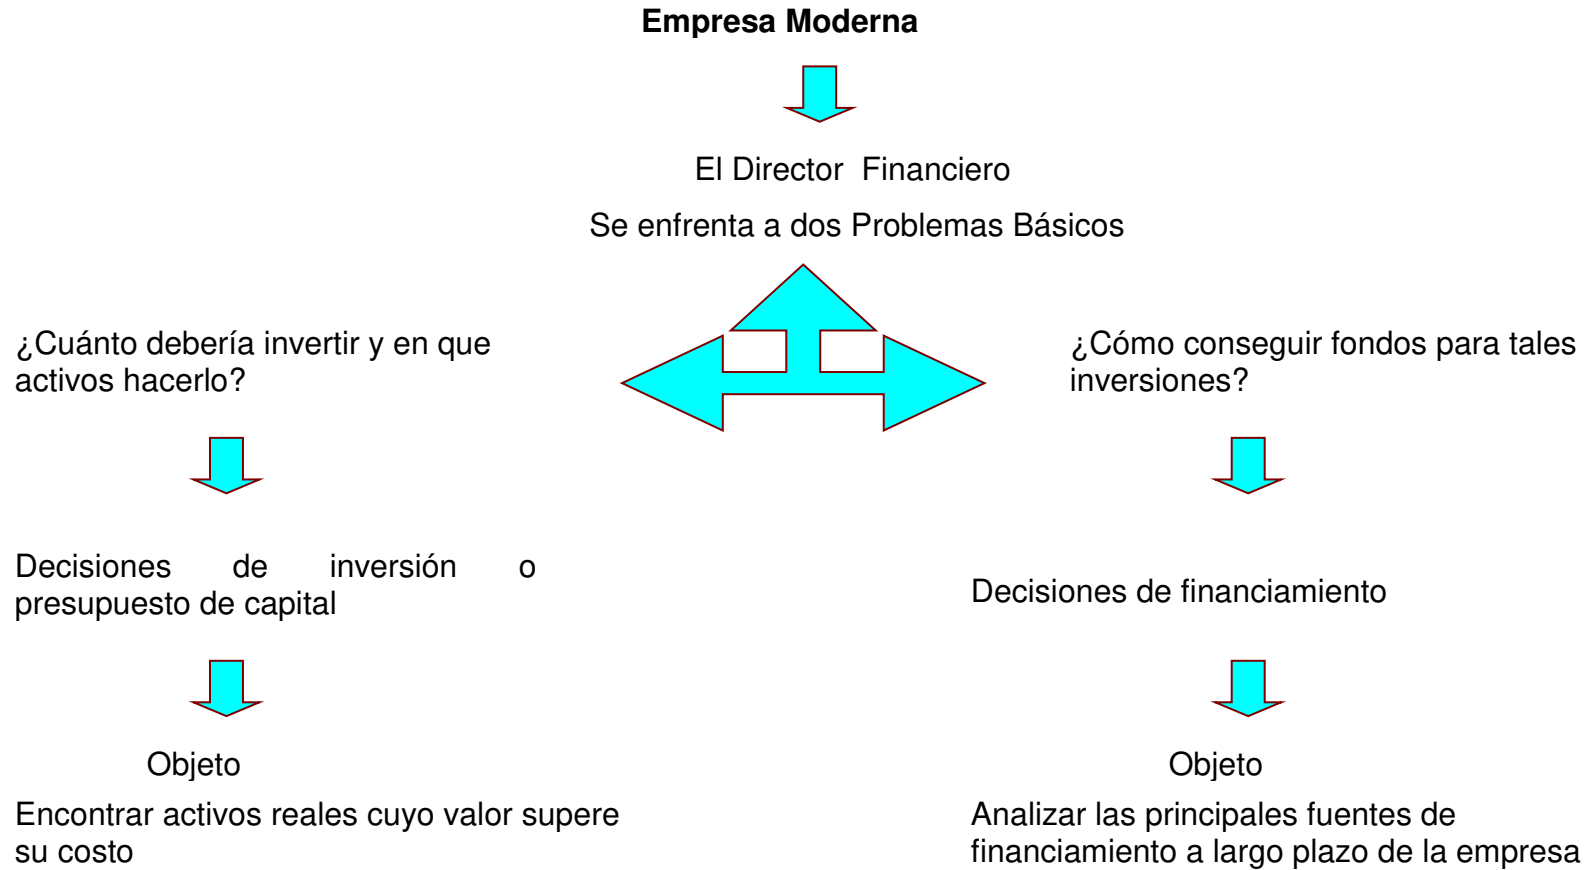 Empresa Moderna
El Director Financiero
Se enfrenta a dos Problemas Básicos
¿Cuánto debería invertir y en que
activos hacerlo?
¿Cómo conseguir fondos para tales
inversiones?
Decisiones de inversión o
presupuesto de capital
Decisiones de financiamiento
Objeto
Encontrar activos reales cuyo valor supere
su costo
Objeto
Analizar las principales fuentes de
financiamiento a largo plazo de la empresa